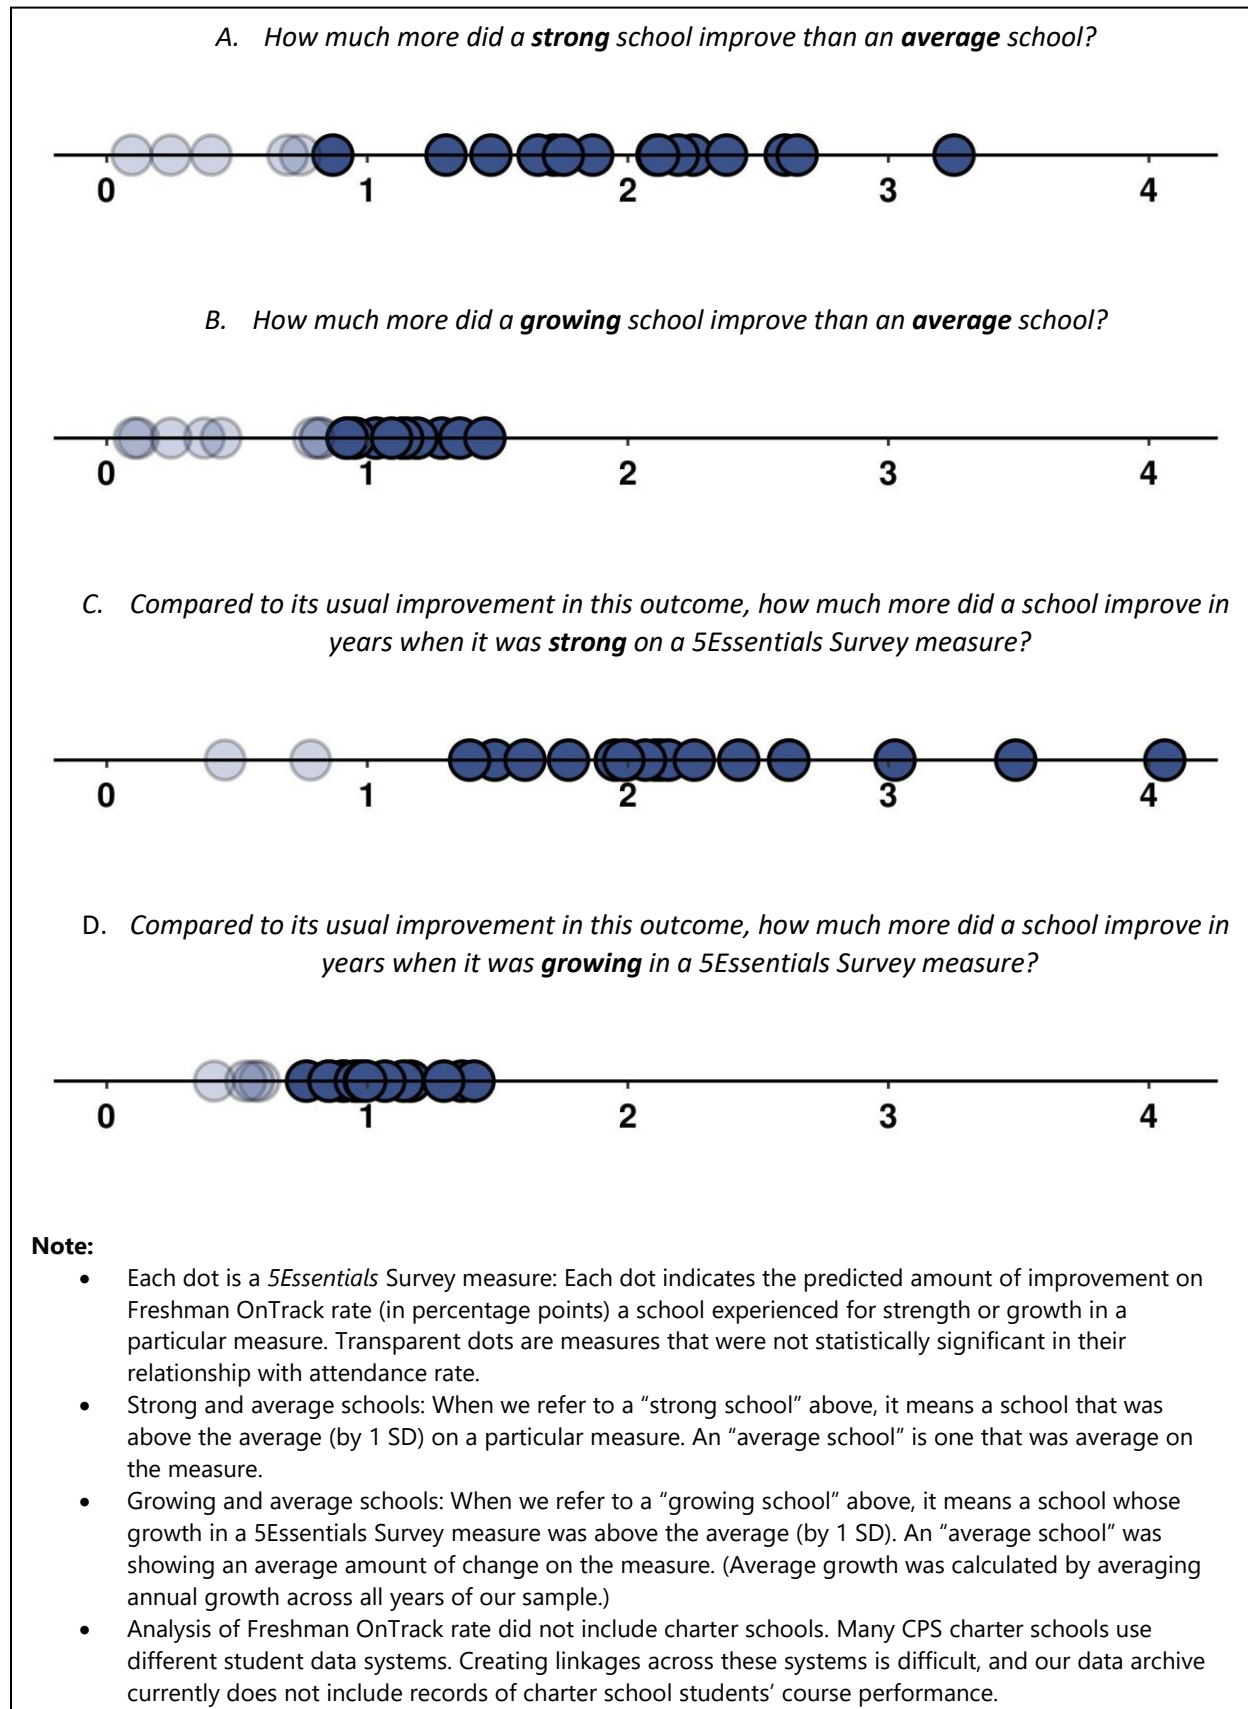 A. How much more did a strong school improve than an average school?
0 1 2 3 4
B. How much more did a growing school improve than an average school?
0 1 2 3 4
C. Compared to its usual improvement in this outcome, how much more did a school improve in
years when it was strong on a 5Essentials Survey measure?
0 1 2 3 4
D. Compared to its usual improvement in this outcome, how much more did a school improve in
years when it was growing in a 5Essentials Survey measure?
0 1 2 3 4
Note:
• Each dot is a 5Essentials Survey measure: Each dot indicates the predicted amount of improvement on
Freshman OnTrack rate (in percentage points) a school experienced for strength or growth in a
particular measure. Transparent dots are measures that were not statistically significant in their
relationship with attendance rate.
• Strong and average schools: When we refer to a “strong school” above, it means a school that was
above the average (by 1 SD) on a particular measure. An “average school” is one that was average on
the measure.
• Growing and average schools: When we refer to a “growing school” above, it means a school whose
growth in a 5Essentials Survey measure was above the average (by 1 SD). An “average school” was
showing an average amount of change on the measure. (Average growth was calculated by averaging
annual growth across all years of our sample.)
• Analysis of Freshman OnTrack rate did not include charter schools. Many CPS charter schools use
different student data systems. Creating linkages across these systems is difficult, and our data archive
currently does not include records of charter school students’ course performance.